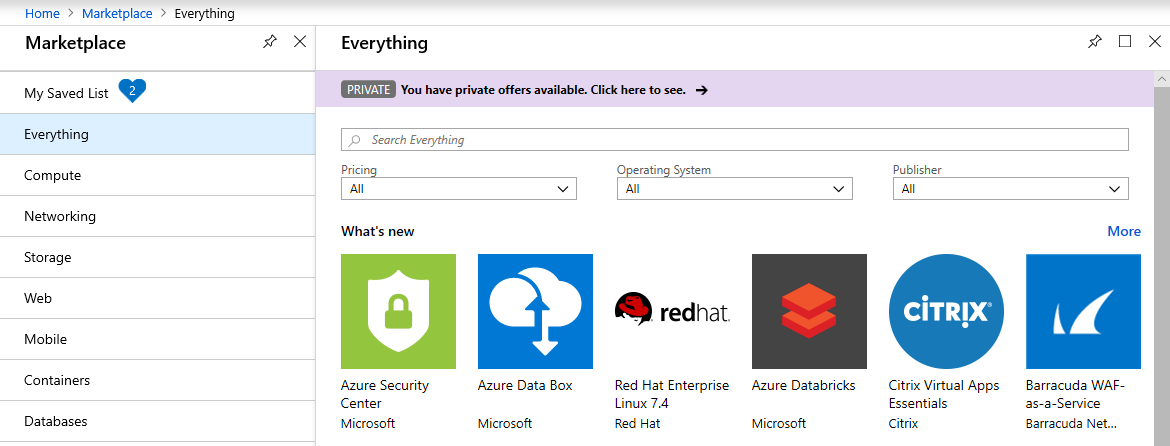 Home > Marketplace > Everything
Marketplace
My Saved List 2
Everything
Compute
Networking
Storage
Web
Mobile
Containers
Databases
Everything
PRIVATE You have private offers available. Click here to see. →
Search Everything
Pricing
All
Operating System
All
Publisher
All
What's new
More
redhat.
CİTRIX®
Azure Security
Center
Microsoft
Azure Data Box
Microsoft
Red Hat Enterprise
Linux 7.4
Red Hat
Azure Databricks
Microsoft
Citrix Virtual Apps
Essentials
Citrix
Barracuda WAF-
as-a-Service
Barracuda Net...